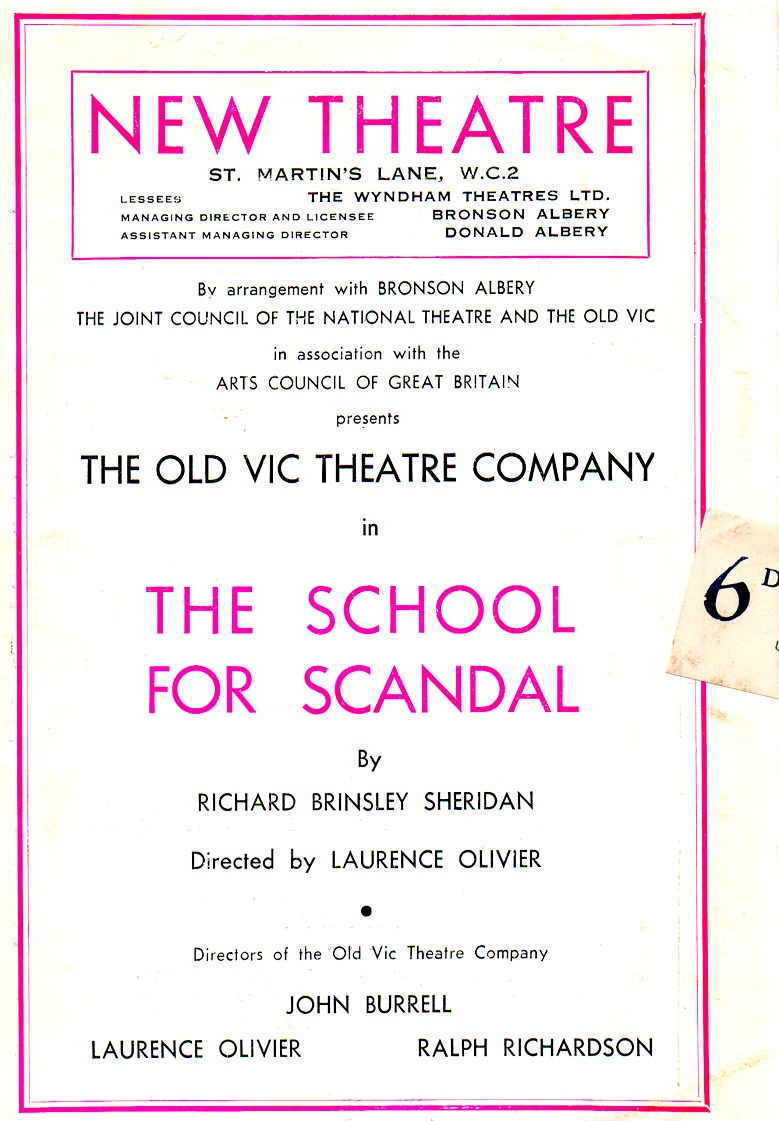 NEW THEATRE
ST. MARTIN'S LANE, W.C.2
LESSEES THE WYNDHAM THEATRES LTD.
MANAGING DIRECTOR AND LICENSEE BRONSON ALBERY
ASSISTANT MANAGING DIRECTOR DONALD ALBERY
By arrangement with BRONSON ALBERY
THE JOINT COUNCIL OF THE NATIONAL THEATRE AND THE OLD VIC
in association with the
ARTS COUNCIL OF GREAT BRITAIN
presents
THE OLD VIC THEATRE COMPANY
in
THE SCHOOL
FOR SCANDAL
By
RICHARD BRINSLEY SHERIDAN
Directed by LAURENCE OLIVIER
•
Directors of the Old Vic Theatre Company
JOHN BURRELL
LAURENCE OLIVIER RALPH RICHARDSON
6D